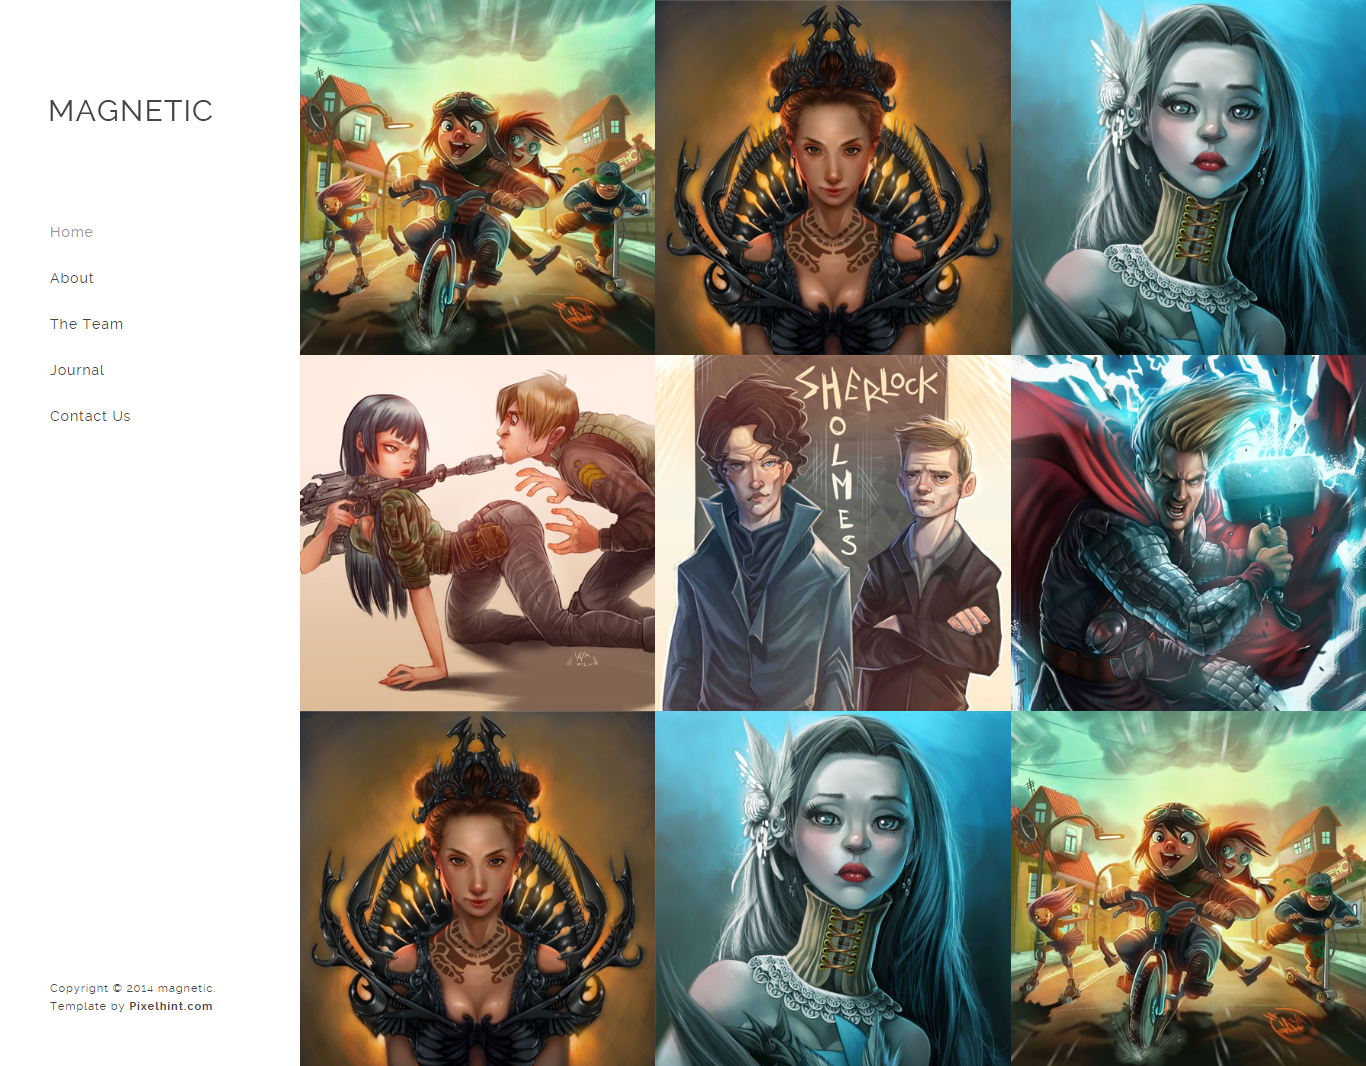 MAGNETIC
Home
About
The Team
Journal
Contact Us
SHERLOCK
HOLMES
Copyright © 2014 magnetic.
Template by Pixelhint.com